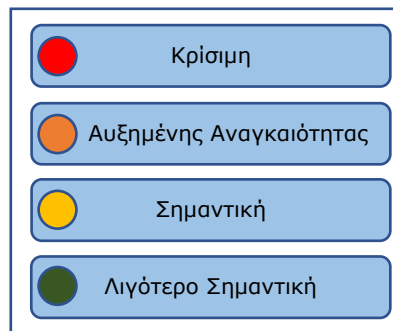 Κρίσιμη
Αυξημένης Αναγκαιότητας
Σημαντική
Λιγότερο Σημαντική